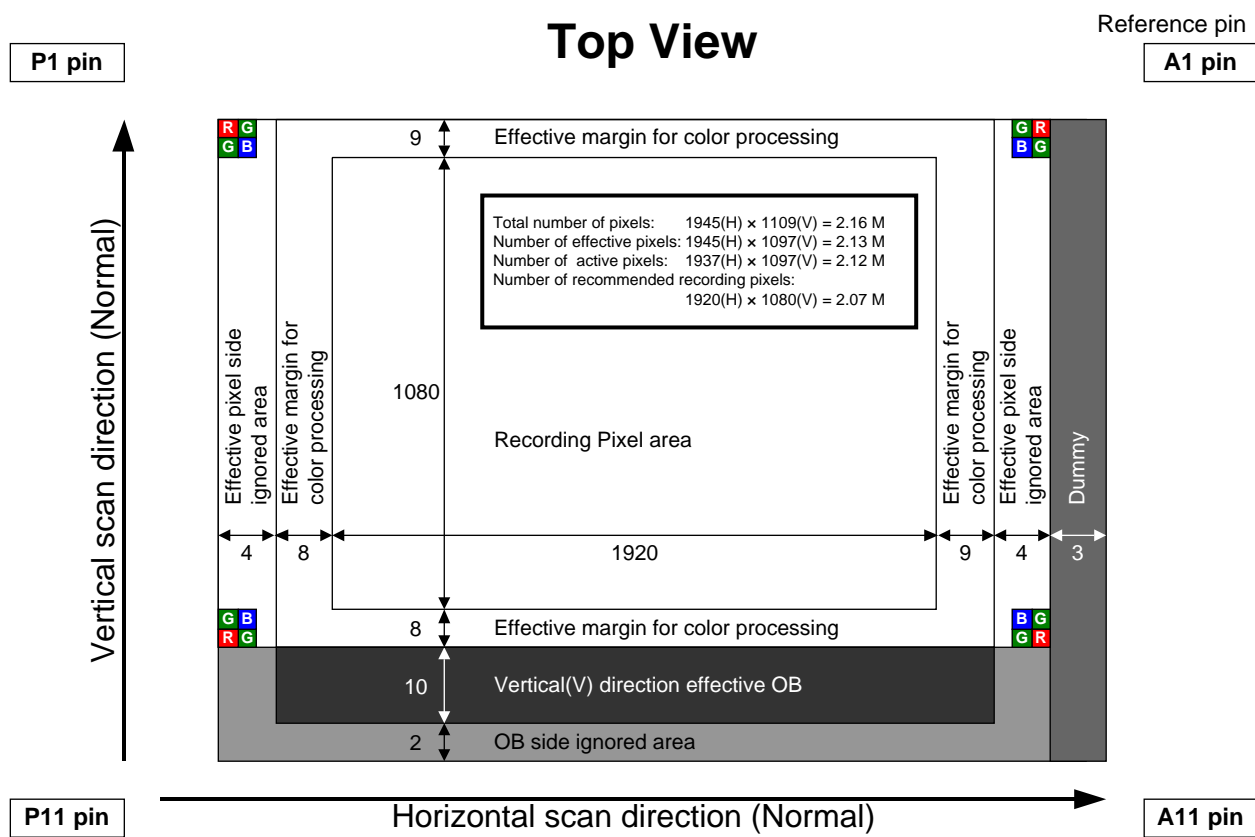 Top View
Reference pin
P1 pin
A1 pin
R G
G B
G R
B G
9
Effective margin for color processing
Total number of pixels: 1945(H) × 1109(V) = 2.16 M
Number of effective pixels: 1945(H) × 1097(V) = 2.13 M
Number of active pixels: 1937(H) × 1097(V) = 2.12 M
Number of recommended recording pixels:
1920(H) × 1080(V) = 2.07 M
Vertical scan direction (Normal)
Effective pixel side
ignored area
Effective margin for
color processing
1080
Recording Pixel area
Effective margin for
color processing
Effective pixel side
ignored area
Dummy
4
8
1920
9
4
3
G B
R G
B G
G R
8
Effective margin for color processing
10
Vertical(V) direction effective OB
2
OB side ignored area
P11 pin
Horizontal scan direction (Normal)
A11 pin